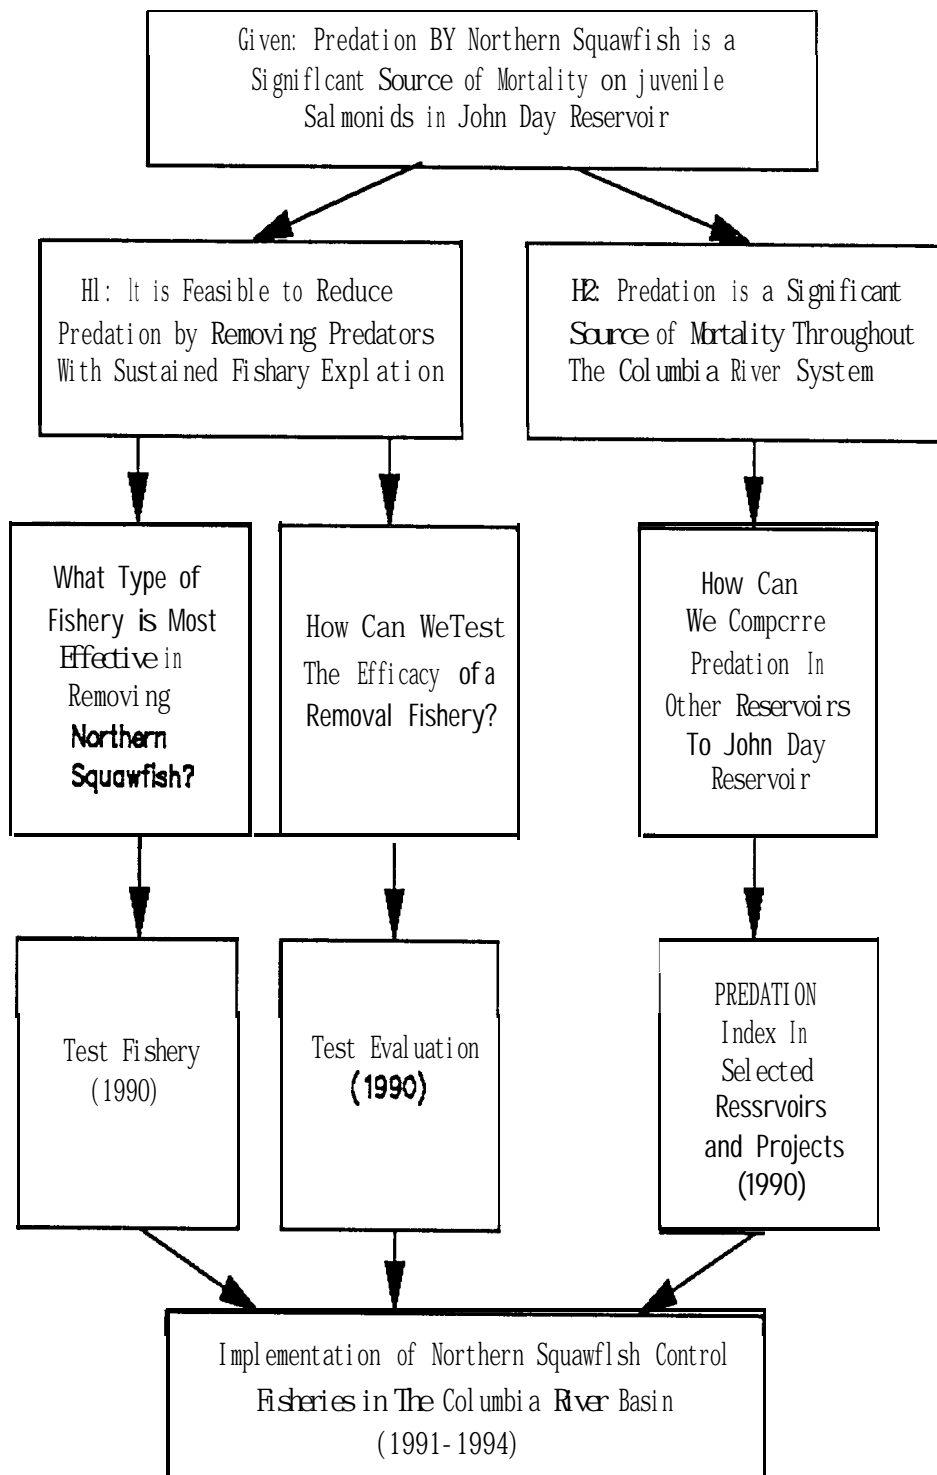 Given: Predation BY Northern Squawfish is a
Signiflcant Source of Mortality on juvenile
Salmonids in John Day Reservoir
Hl: It is Feasible to Reduce
Predation by Removing Predators
With Sustained Fishary Explation
H2: Predation is a Significant
Source of Mortality Throughout
The Columbia River System
What Type of
Fishery is Most
Effective in
Removing
Northern
Squawfish?
How Can WeTest
The Efficacy of a
Removal Fishery?
How Can
We Compcrre
Predation In
Other Reservoirs
To John Day
Reservoir
Test Fishery
(1990)
Test Evaluation
(1990)
PREDATION
Index In
Selected
Ressrvoirs
and Projects
(1990)
Implementation of Northern Squawflsh Control
Fisheries in The Columbia River Basin
(1991-1994)